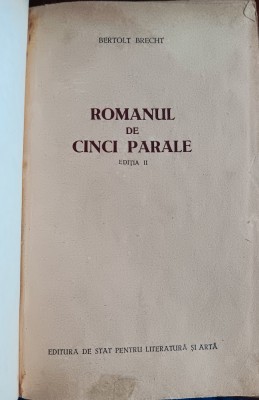 BERTOLT BRECHT
ROMANUL
DE
CINCI PARALE
EDIȚIA II
EDITURA DE STAT PENTRU LITERATURĂ ȘI ARTĂ